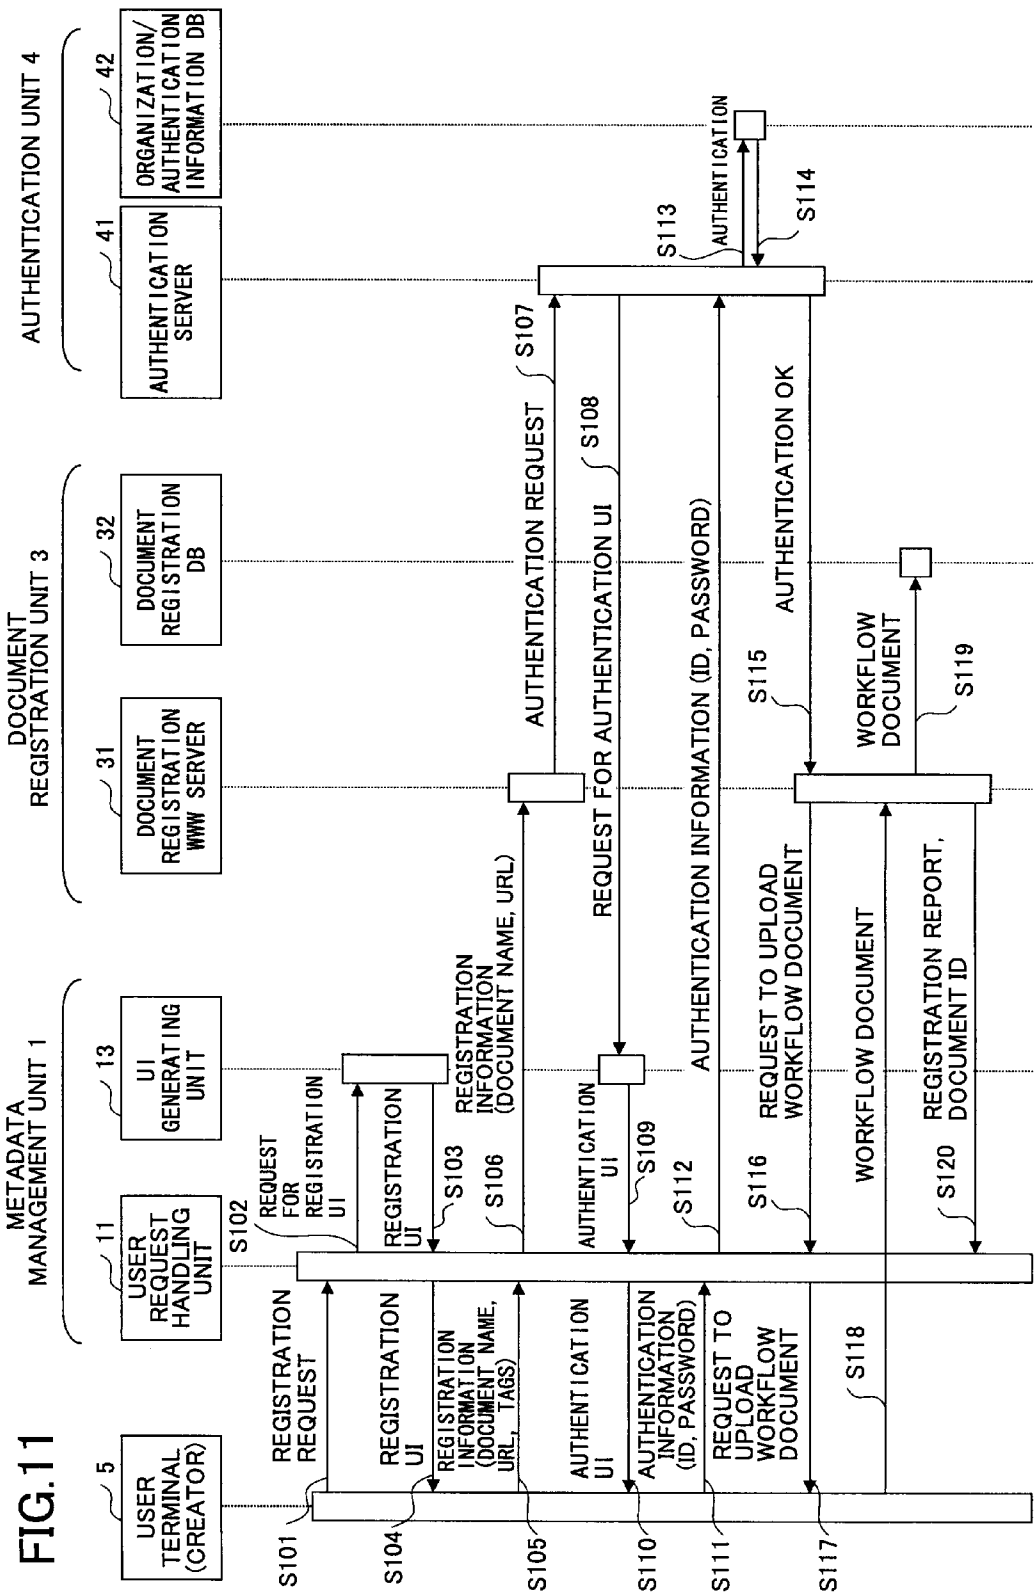 FIG.11
METADATA
MANAGEMENT UNIT 1
DOCUMENT
REGISTRATION UNIT 3
AUTHENTICATION UNIT 4
5
USER
TERMINAL
(CREATOR)
11
USER
REQUEST
HANDLING
UNIT
13
UI
GENERATING
UNIT
31
DOCUMENT
REGISTRATION
WWW SERVER
32
DOCUMENT
REGISTRATION
DB
41
AUTHENTICATION
SERVER
42
ORGANIZATION/
AUTHENTICATION
INFORMATION DB
S101
REGISTRATION
REQUEST
S102
REQUEST
FOR
REGISTRATION
UI
REGISTRATION
UI
S103
S104
REGISTRATION
UI
S105
REGISTRATION
INFORMATION
(DOCUMENT NAME,
URL, TAGS)
S106
REGISTRATION
INFORMATION
(DOCUMENT NAME, URL)
AUTHENTICATION REQUEST
S107
REQUEST FOR AUTHENTICATION UI
S108
AUTHENTICATION
UI
S109
S110
AUTHENTICATION
UI
S111
AUTHENTICATION
INFORMATION
(ID, PASSWORD)
S112
AUTHENTICATION INFORMATION (ID, PASSWORD)
S113
AUTHENTICATION
S114
S115
AUTHENTICATION OK
S116
REQUEST TO UPLOAD
WORKFLOW DOCUMENT
S117
REQUEST TO
UPLOAD
WORKFLOW
DOCUMENT
S118
WORKFLOW DOCUMENT
WORKFLOW
DOCUMENT
S119
S120
REGISTRATION REPORT,
DOCUMENT ID